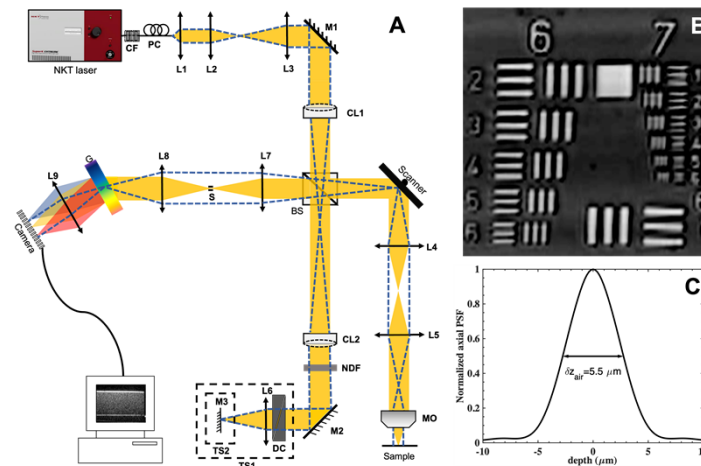 A
NKT laser
CF
PC
L1
L2
L3
M1
CL1
L9
G
L8
L7
S
BS
Scanner
Camera
L4
L5
CL2
NDF
M3
L6
TS2
DC
TS1
M2
MO
Sample
B
6
7
2
3
4
5
6
C
Normalized axial PSF
1
0.8
0.6
0.4
0.2
0
δz_air=5.5 μm
-10
-5
0
5
depth (μm)